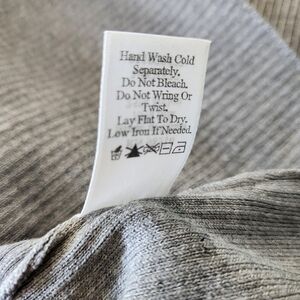 Hand Wash Cold
Separately.
Do Not Bleach.
Do Not Wring Or
Twist.
Lay Flat To Dry.
Low Iron If Needed.